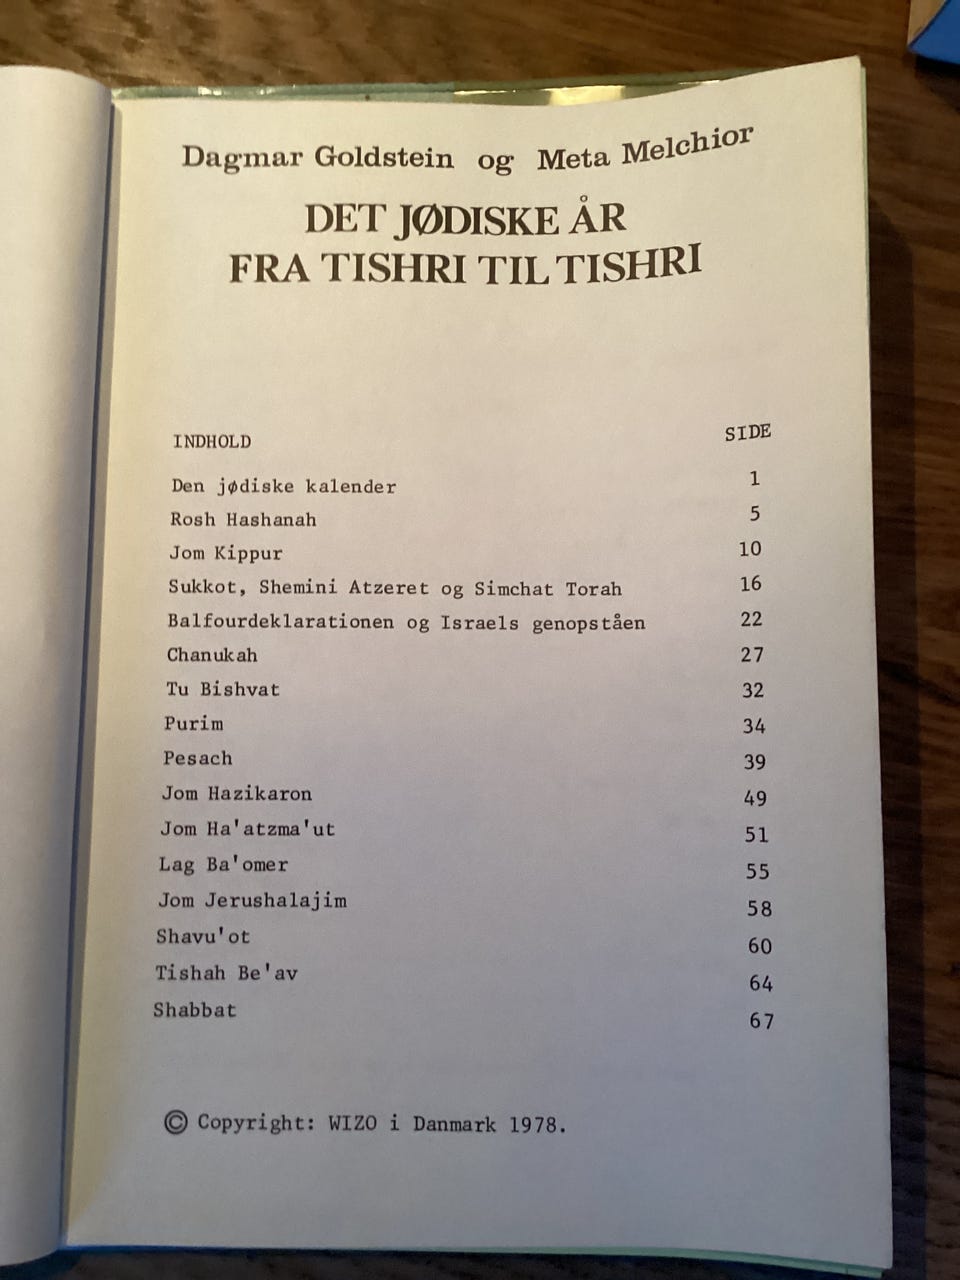 Dagmar Goldstein og Meta Melchior
DET JØDISKE ÅR
FRA TISHRI TIL TISHRI
INDHOLD SIDE
Den jødiske kalender 1
Rosh Hashanah 5
Jom Kippur 10
Sukkot, Shemini Atzeret og Simchat Torah 16
Balfourdeklarationen og Israels genopståen 22
Chanukah 27
Tu Bishvat 32
Purim 34
Pesach 39
Jom Hazikaron 49
Jom Ha'atzma'ut 51
Lag Ba'omer 55
Jom Jerushalajim 58
Shavu'ot 60
Tishah Be'av 64
Shabbat 67
© Copyright: WIZO i Danmark 1978.